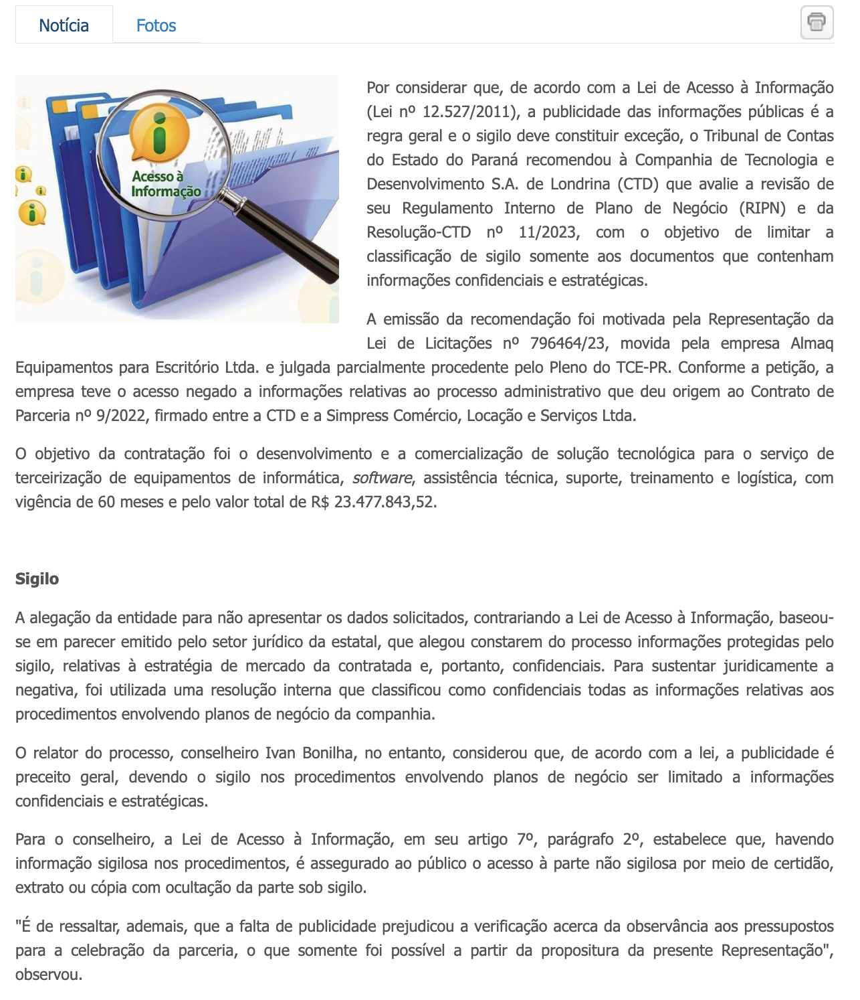 Notícia
Fotos
Acesso à
Informação
Por considerar que, de acordo com a Lei de Acesso à Informação
(Lei nº 12.527/2011), a publicidade das informações públicas é a
regra geral e o sigilo deve constituir exceção, o Tribunal de Contas
do Estado do Paraná recomendou à Companhia de Tecnologia e
Desenvolvimento S.A. de Londrina (CTD) que avalie a revisão de
seu Regulamento Interno de Plano de Negócio (RIPN) e da
Resolução-CTD nº 11/2023, com o objetivo de limitar a
classificação de sigilo somente aos documentos que contenham
informações confidenciais e estratégicas.
A emissão da recomendação foi motivada pela Representação da
Lei de Licitações nº 796464/23, movida pela empresa Almaq
Equipamentos para Escritório Ltda. e julgada parcialmente procedente pelo Pleno do TCE-PR. Conforme a petição, a
empresa teve o acesso negado a informações relativas ao processo administrativo que deu origem ao Contrato de
Parceria nº 9/2022, firmado entre a CTD e a Simpress Comércio, Locação e Serviços Ltda.
O objetivo da contratação foi o desenvolvimento e a comercialização de solução tecnológica para o serviço de
terceirização de equipamentos de informática, software, assistência técnica, suporte, treinamento e logística, com
vigência de 60 meses e pelo valor total de R$ 23.477.843,52.
Sigilo
A alegação da entidade para não apresentar os dados solicitados, contrariando a Lei de Acesso à Informação, baseou-
se em parecer emitido pelo setor jurídico da estatal, que alegou constarem do processo informações protegidas pelo
sigilo, relativas à estratégia de mercado da contratada e, portanto, confidenciais. Para sustentar juridicamente a
negativa, foi utilizada uma resolução interna que classificou como confidenciais todas as informações relativas aos
procedimentos envolvendo planos de negócio da companhia.
O relator do processo, conselheiro Ivan Bonilha, no entanto, considerou que, de acordo com a lei, a publicidade é
preceito geral, devendo o sigilo nos procedimentos envolvendo planos de negócio ser limitado a informações
confidenciais e estratégicas.
Para o conselheiro, a Lei de Acesso à Informação, em seu artigo 7º, parágrafo 2º, estabelece que, havendo
informação sigilosa nos procedimentos, é assegurado ao público o acesso à parte não sigilosa por meio de certidão,
extrato ou cópia com ocultação da parte sob sigilo.
"É de ressaltar, ademais, que a falta de publicidade prejudicou a verificação acerca da observância aos pressupostos
para a celebração da parceria, o que somente foi possível a partir da propositura da presente Representação",
observou.